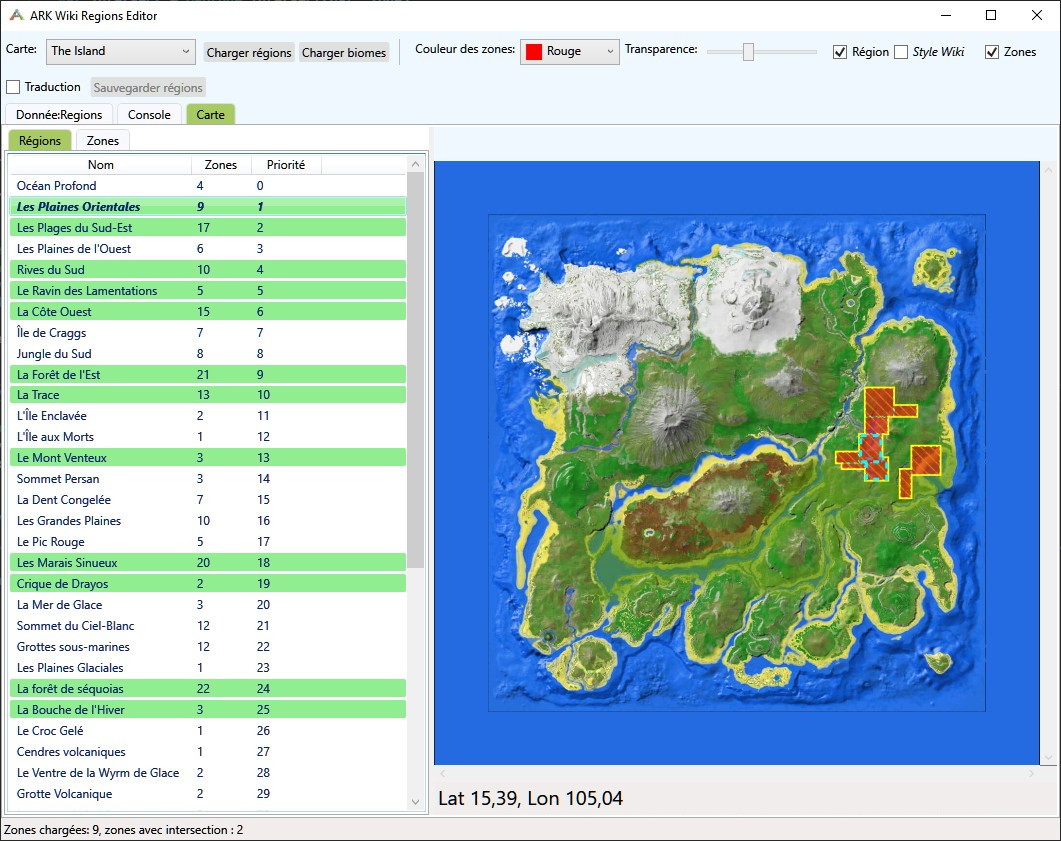 ARK Wiki Regions Editor
Carte: The Island Charger régions Charger biomes Couleur des zones: Rouge Transparence: Région Style Wiki Zones
Traduction Sauvegarder régions
Donnée:Regions Console Carte
Régions Zones
Nom Zones Priorité
Océan Profond 4 0
Les Plaines Orientales 9 1
Les Plages du Sud-Est 17 2
Les Plaines de l'Ouest 6 3
Rives du Sud 10 4
Le Ravin des Lamentations 5 5
La Côte Ouest 15 6
Île de Craggs 7 7
Jungle du Sud 8 8
La Forêt de l'Est 21 9
La Trace 13 10
L'Île Enclavée 2 11
L'Île aux Morts 1 12
Le Mont Venteux 3 13
Sommet Persan 3 14
La Dent Congelée 7 15
Les Grandes Plaines 10 16
Le Pic Rouge 5 17
Les Marais Sinueux 20 18
Crique de Drayos 2 19
La Mer de Glace 3 20
Sommet du Ciel-Blanc 12 21
Grottes sous-marines 12 22
Les Plaines Glaciales 1 23
La forêt de séquoias 22 24
La Bouche de l'Hiver 3 25
Le Croc Gelé 1 26
Cendres volcaniques 1 27
Le Ventre de la Wyrm de Glace 2 28
Grotte Volcanique 2 29
Lat 15,39, Lon 105,04
Zones chargées: 9, zones avec intersection : 2